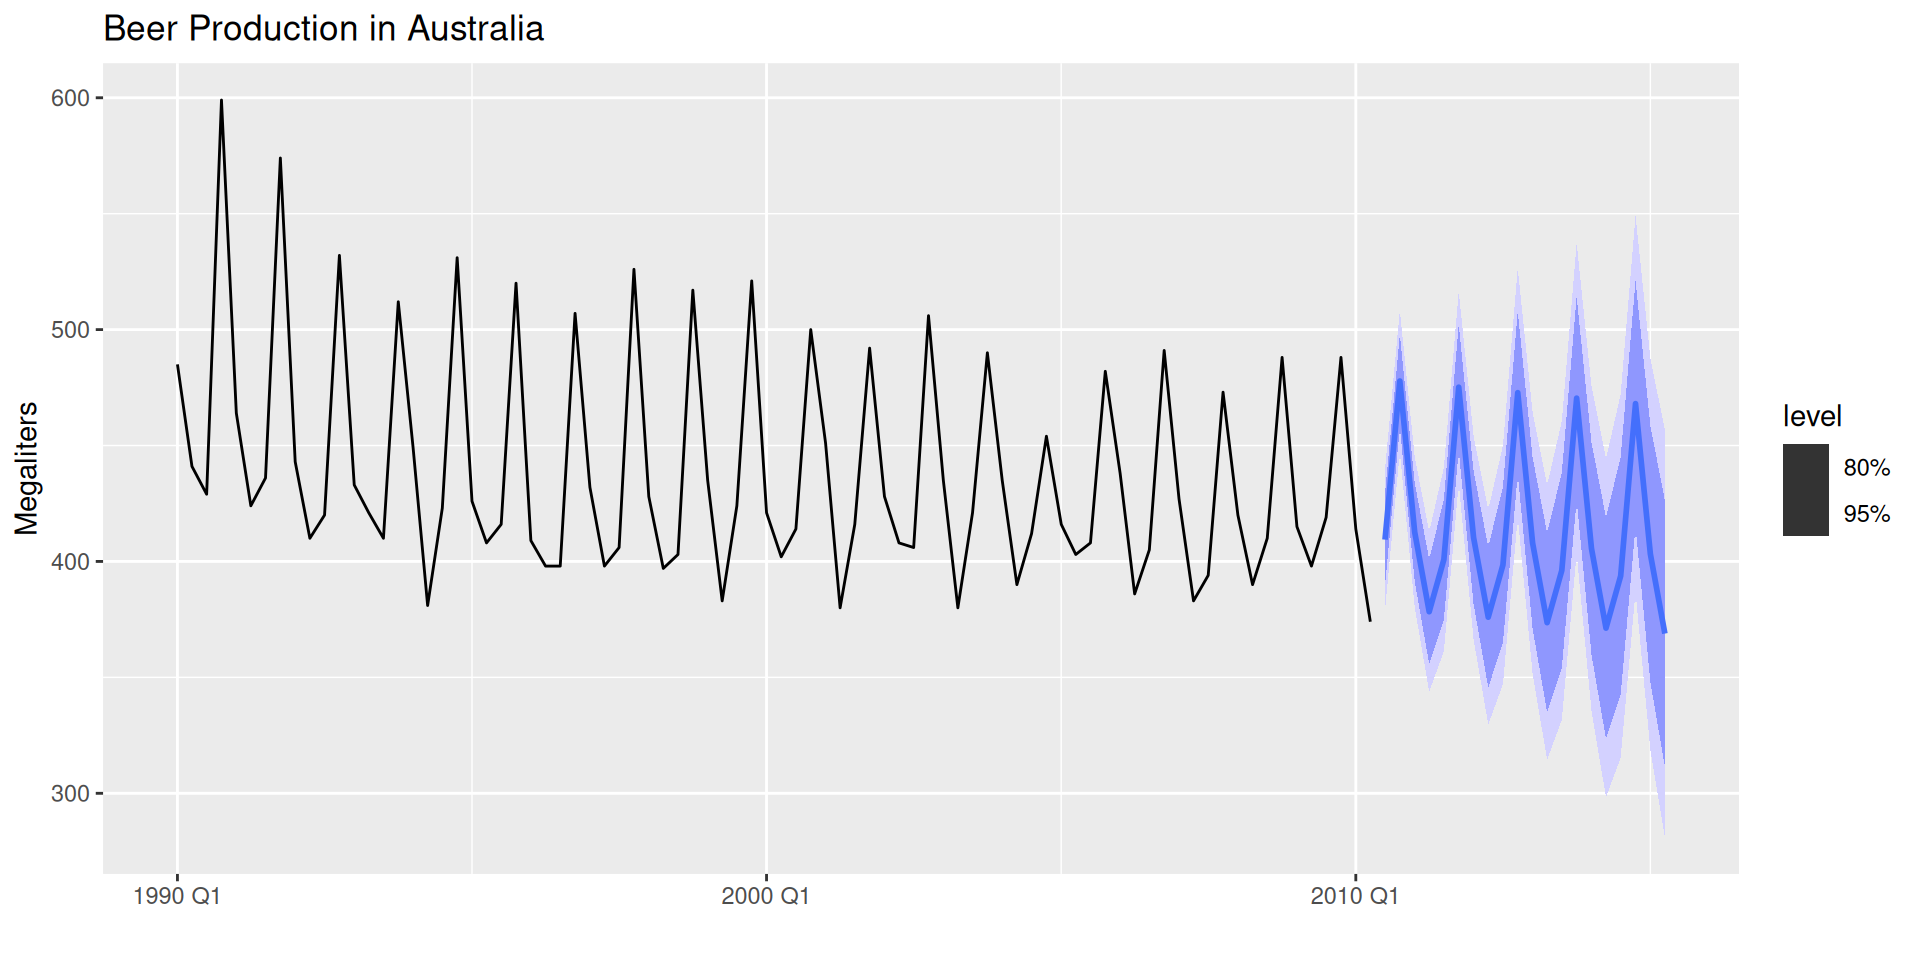 Beer Production in Australia
Megaliters
600
500
400
300
1990 Q1
2000 Q1
2010 Q1
level
80%
95%